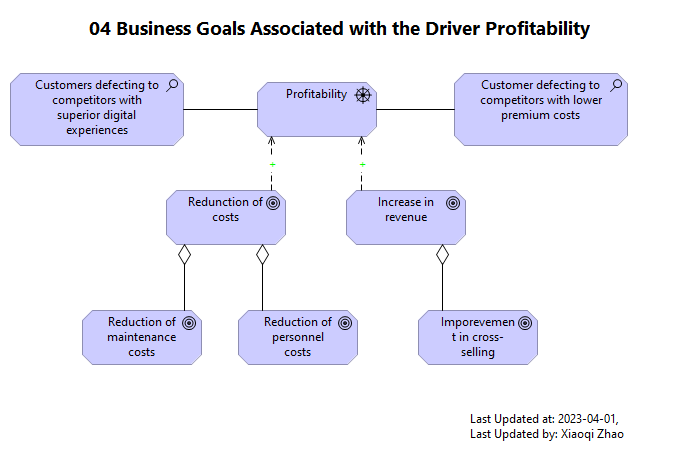 04 Business Goals Associated with the Driver Profitability
Customers defecting to
competitors with
superior digital
experiences
Profitability
Customer defecting to
competitors with lower
premium costs
+
+
Redunction of
costs
Increase in
revenue
Reduction of
maintenance
costs
Reduction of
personnel
costs
Imporevemen
t in cross-
selling
Last Updated at: 2023-04-01,
Last Updated by: Xiaoqi Zhao